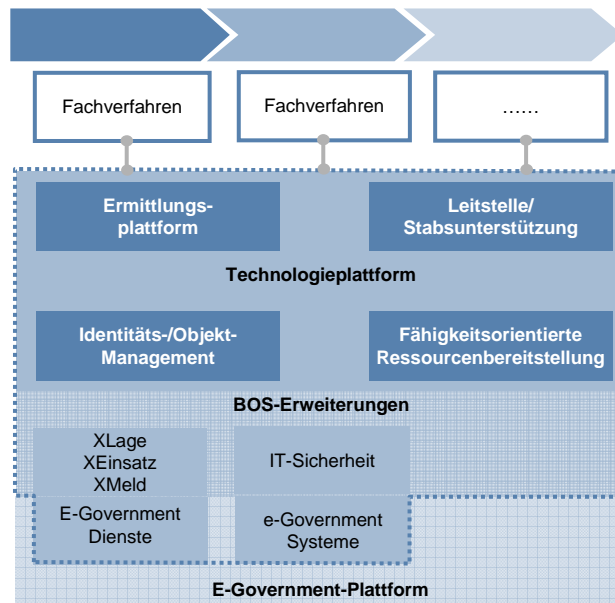 Fachverfahren
Fachverfahren
......
Ermittlungs-
plattform
Leitstelle/
Stabsunterstützung
Technologieplattform
Identitäts-/Objekt-
Management
Fähigkeitsorientierte
Ressourcenbereitstellung
BOS-Erweiterungen
XLage
XEinsatz
XMeld
IT-Sicherheit
E-Government
Dienste
e-Government
Systeme
E-Government-Plattform